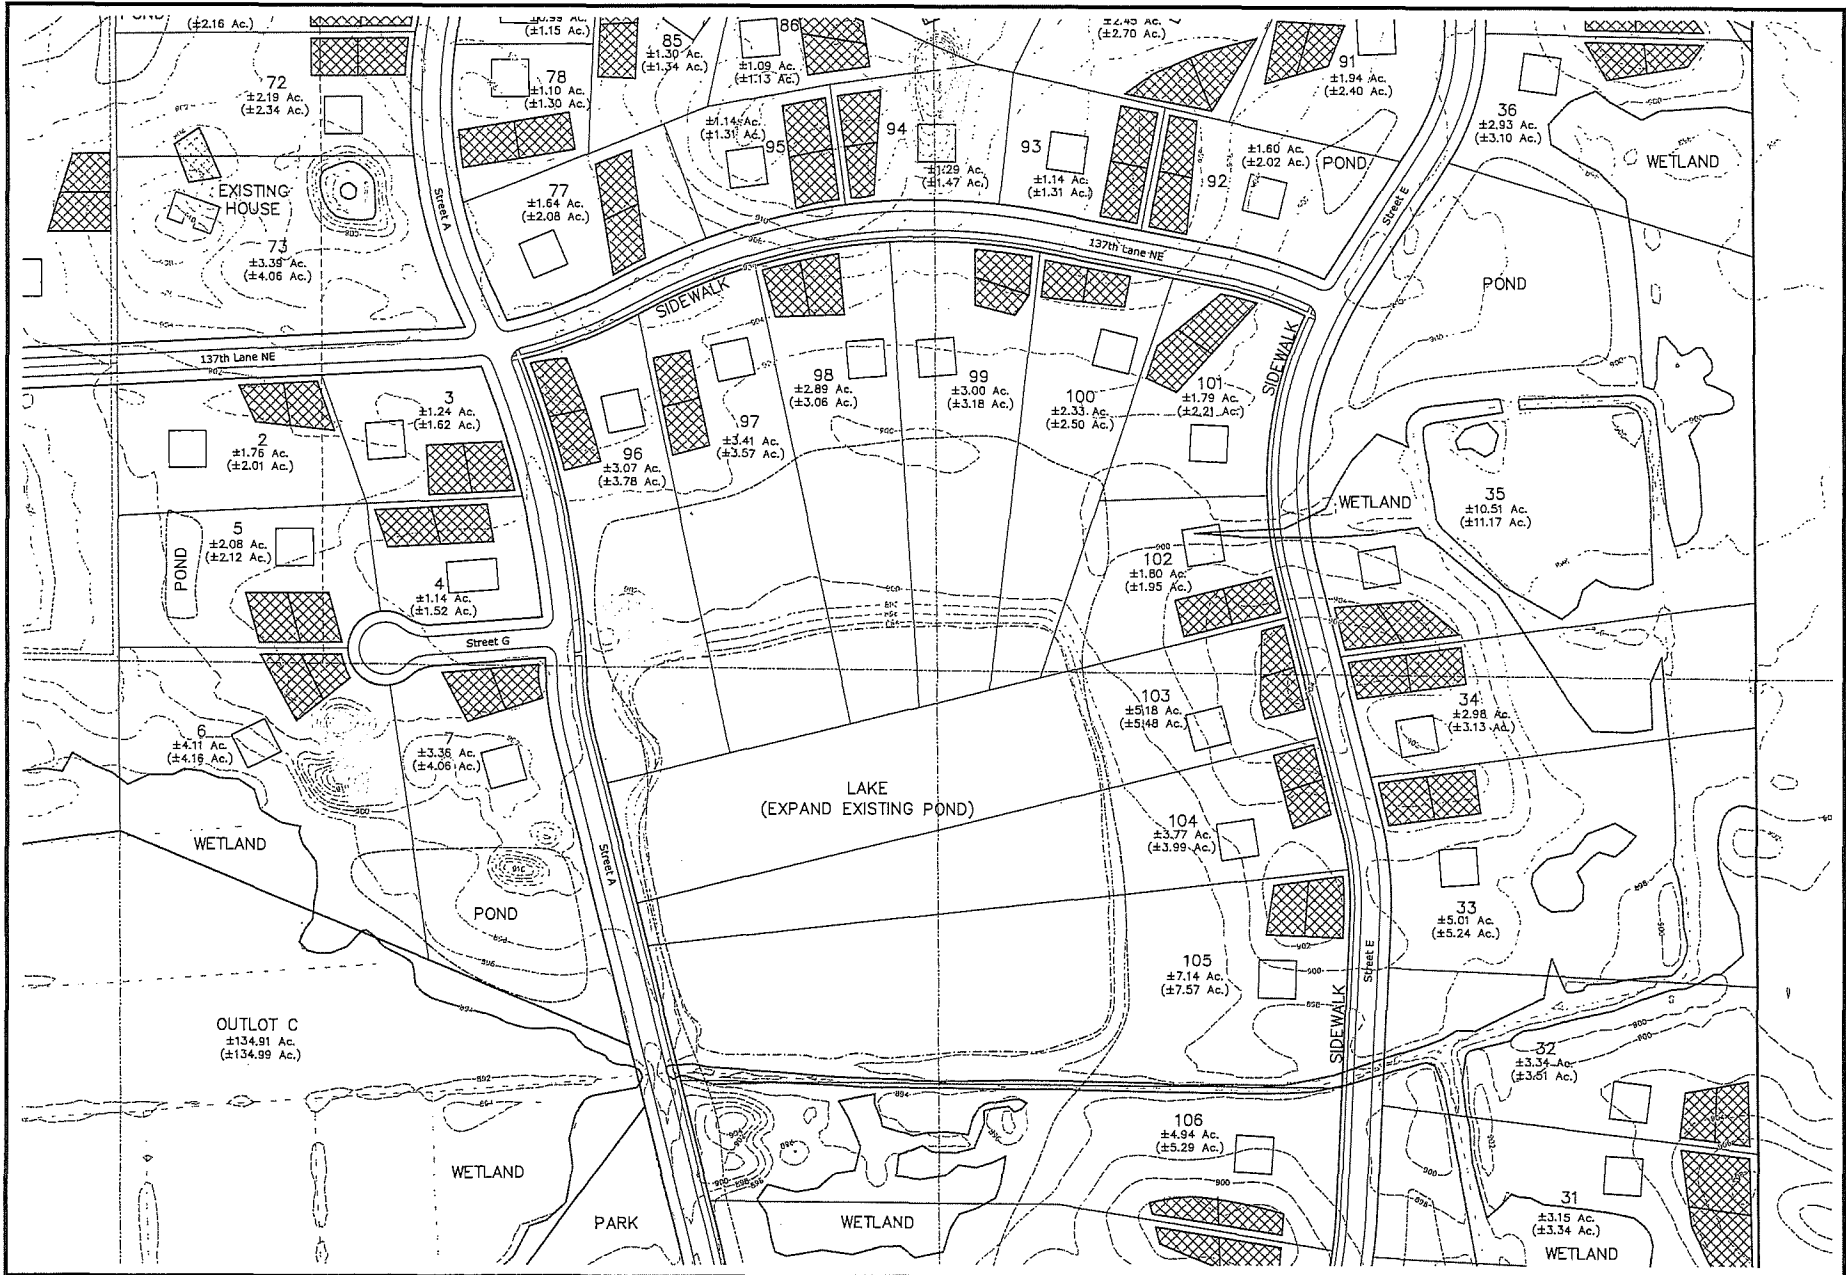 (±2.16 Ac.)
72
±2.19 Ac.
(±2.34 Ac.)
EXISTING
HOUSE
73
±3.39 Ac.
(±4.06 Ac.)
Street A
(±1.15 Ac.)
78
±1.10 Ac.
(±1.30 Ac.)
77
±1.64 Ac.
(±2.08 Ac.)
85
±1.30 Ac.
(±1.34 Ac.)
86
±1.09 Ac.
(±1.13 Ac.)
±1.14 Ac.
(±1.31 Ac.)
95
94
±1.29 Ac.
(±1.47 Ac.)
93
±1.14 Ac.
(±1.31 Ac.)
±2.45 Ac.
(±2.70 Ac.)
92
±1.60 Ac.
(±2.02 Ac.)
POND
91
±1.94 Ac.
(±2.40 Ac.)
Street E
36
±2.93 Ac.
(±3.10 Ac.)
WETLAND
POND
137th Lane NE
137th Lane NE
SIDEWALK
SIDEWALK
2
±1.76 Ac.
(±2.01 Ac.)
3
±1.24 Ac.
(±1.62 Ac.)
96
±3.07 Ac.
(±3.78 Ac.)
97
±3.41 Ac.
(±3.57 Ac.)
98
±2.89 Ac.
(±3.06 Ac.)
99
±3.00 Ac.
(±3.18 Ac.)
100
±2.33 Ac.
(±2.50 Ac.)
101
±1.79 Ac.
(±2.21 Ac.)
WETLAND
35
±10.51 Ac.
(±11.17 Ac.)
5
±2.08 Ac.
(±2.12 Ac.)
POND
4
±1.14 Ac.
(±1.52 Ac.)
Street G
102
±1.80 Ac.
(±1.95 Ac.)
103
±5.18 Ac.
(±5.48 Ac.)
34
±2.98 Ac.
(±3.13 Ac.)
6
±4.11 Ac.
(±4.16 Ac.)
7
±3.36 Ac.
(±4.06 Ac.)
LAKE
(EXPAND EXISTING POND)
104
±3.77 Ac.
(±3.99 Ac.)
WETLAND
Street A
POND
33
±5.01 Ac.
(±5.24 Ac.)
105
±7.14 Ac.
(±7.57 Ac.)
Street E
SIDEWALK
OUTLOT C
±134.91 Ac.
(±134.99 Ac.)
32
±3.34 Ac.
(±3.51 Ac.)
106
±4.94 Ac.
(±5.29 Ac.)
WETLAND
PARK
WETLAND
31
±3.15 Ac.
(±3.34 Ac.)
WETLAND